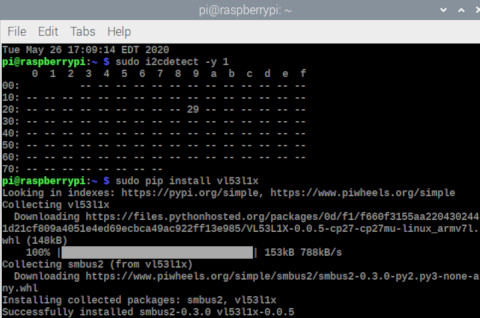 pi@raspberrypi: ~
File Edit Tabs Help
Tue May 26 17:09:14 EDT 2020
pi@raspberrypi:~ $ sudo i2cdetect -y 1
     0  1  2  3  4  5  6  7  8  9  a  b  c  d  e  f
00:          -- -- -- -- -- -- -- -- -- -- -- -- --
10: -- -- -- -- -- -- -- -- -- -- -- -- -- -- -- --
20: -- -- -- -- -- -- -- -- -- 29 -- -- -- -- -- --
30: -- -- -- -- -- -- -- -- -- -- -- -- -- -- -- --
40: -- -- -- -- -- -- -- -- -- -- -- -- -- -- -- --
50: -- -- -- -- -- -- -- -- -- -- -- -- -- -- -- --
60: -- -- -- -- -- -- -- -- -- -- -- -- -- -- -- --
70: -- -- -- -- -- -- -- --
pi@raspberrypi:~ $ sudo pip install vl53l1x
Looking in indexes: https://pypi.org/simple, https://www.piwheels.org/simple
Collecting vl53l1x
  Downloading https://files.pythonhosted.org/packages/0d/f1/f660f3155aa220430244
1d21cf809a4051e4ed69ecbca49ac922ff13e985/VL53L1X-0.0.5-cp27-cp27mu-linux_armv7l.
whl (148kB)
    100% |████████████████████████████████| 153kB 788kB/s
Collecting smbus2 (from vl53l1x)
  Downloading https://www.piwheels.org/simple/smbus2/smbus2-0.3.0-py2.py3-none-a
ny.whl
Installing collected packages: smbus2, vl53l1x
Successfully installed smbus2-0.3.0 vl53l1x-0.0.5